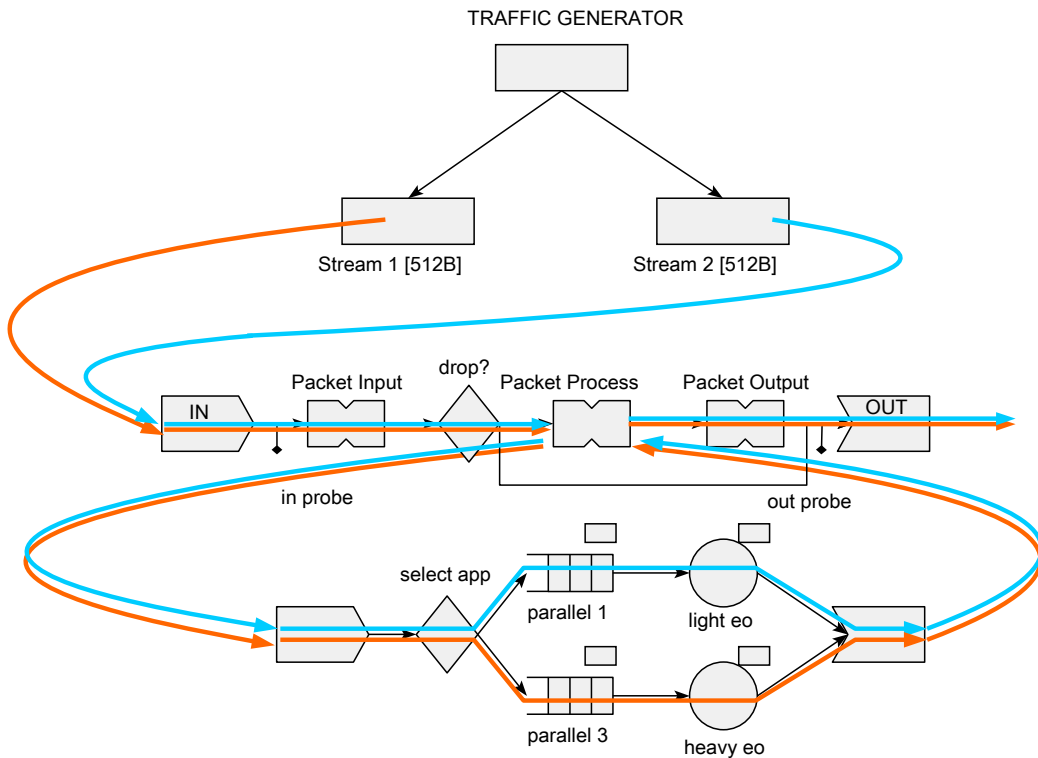 TRAFFIC GENERATOR
Stream 1 [512B]
Stream 2 [512B]
drop?
Packet Input
Packet Process
Packet Output
IN
OUT
in probe
out probe
select app
parallel 1
light eo
parallel 3
heavy eo